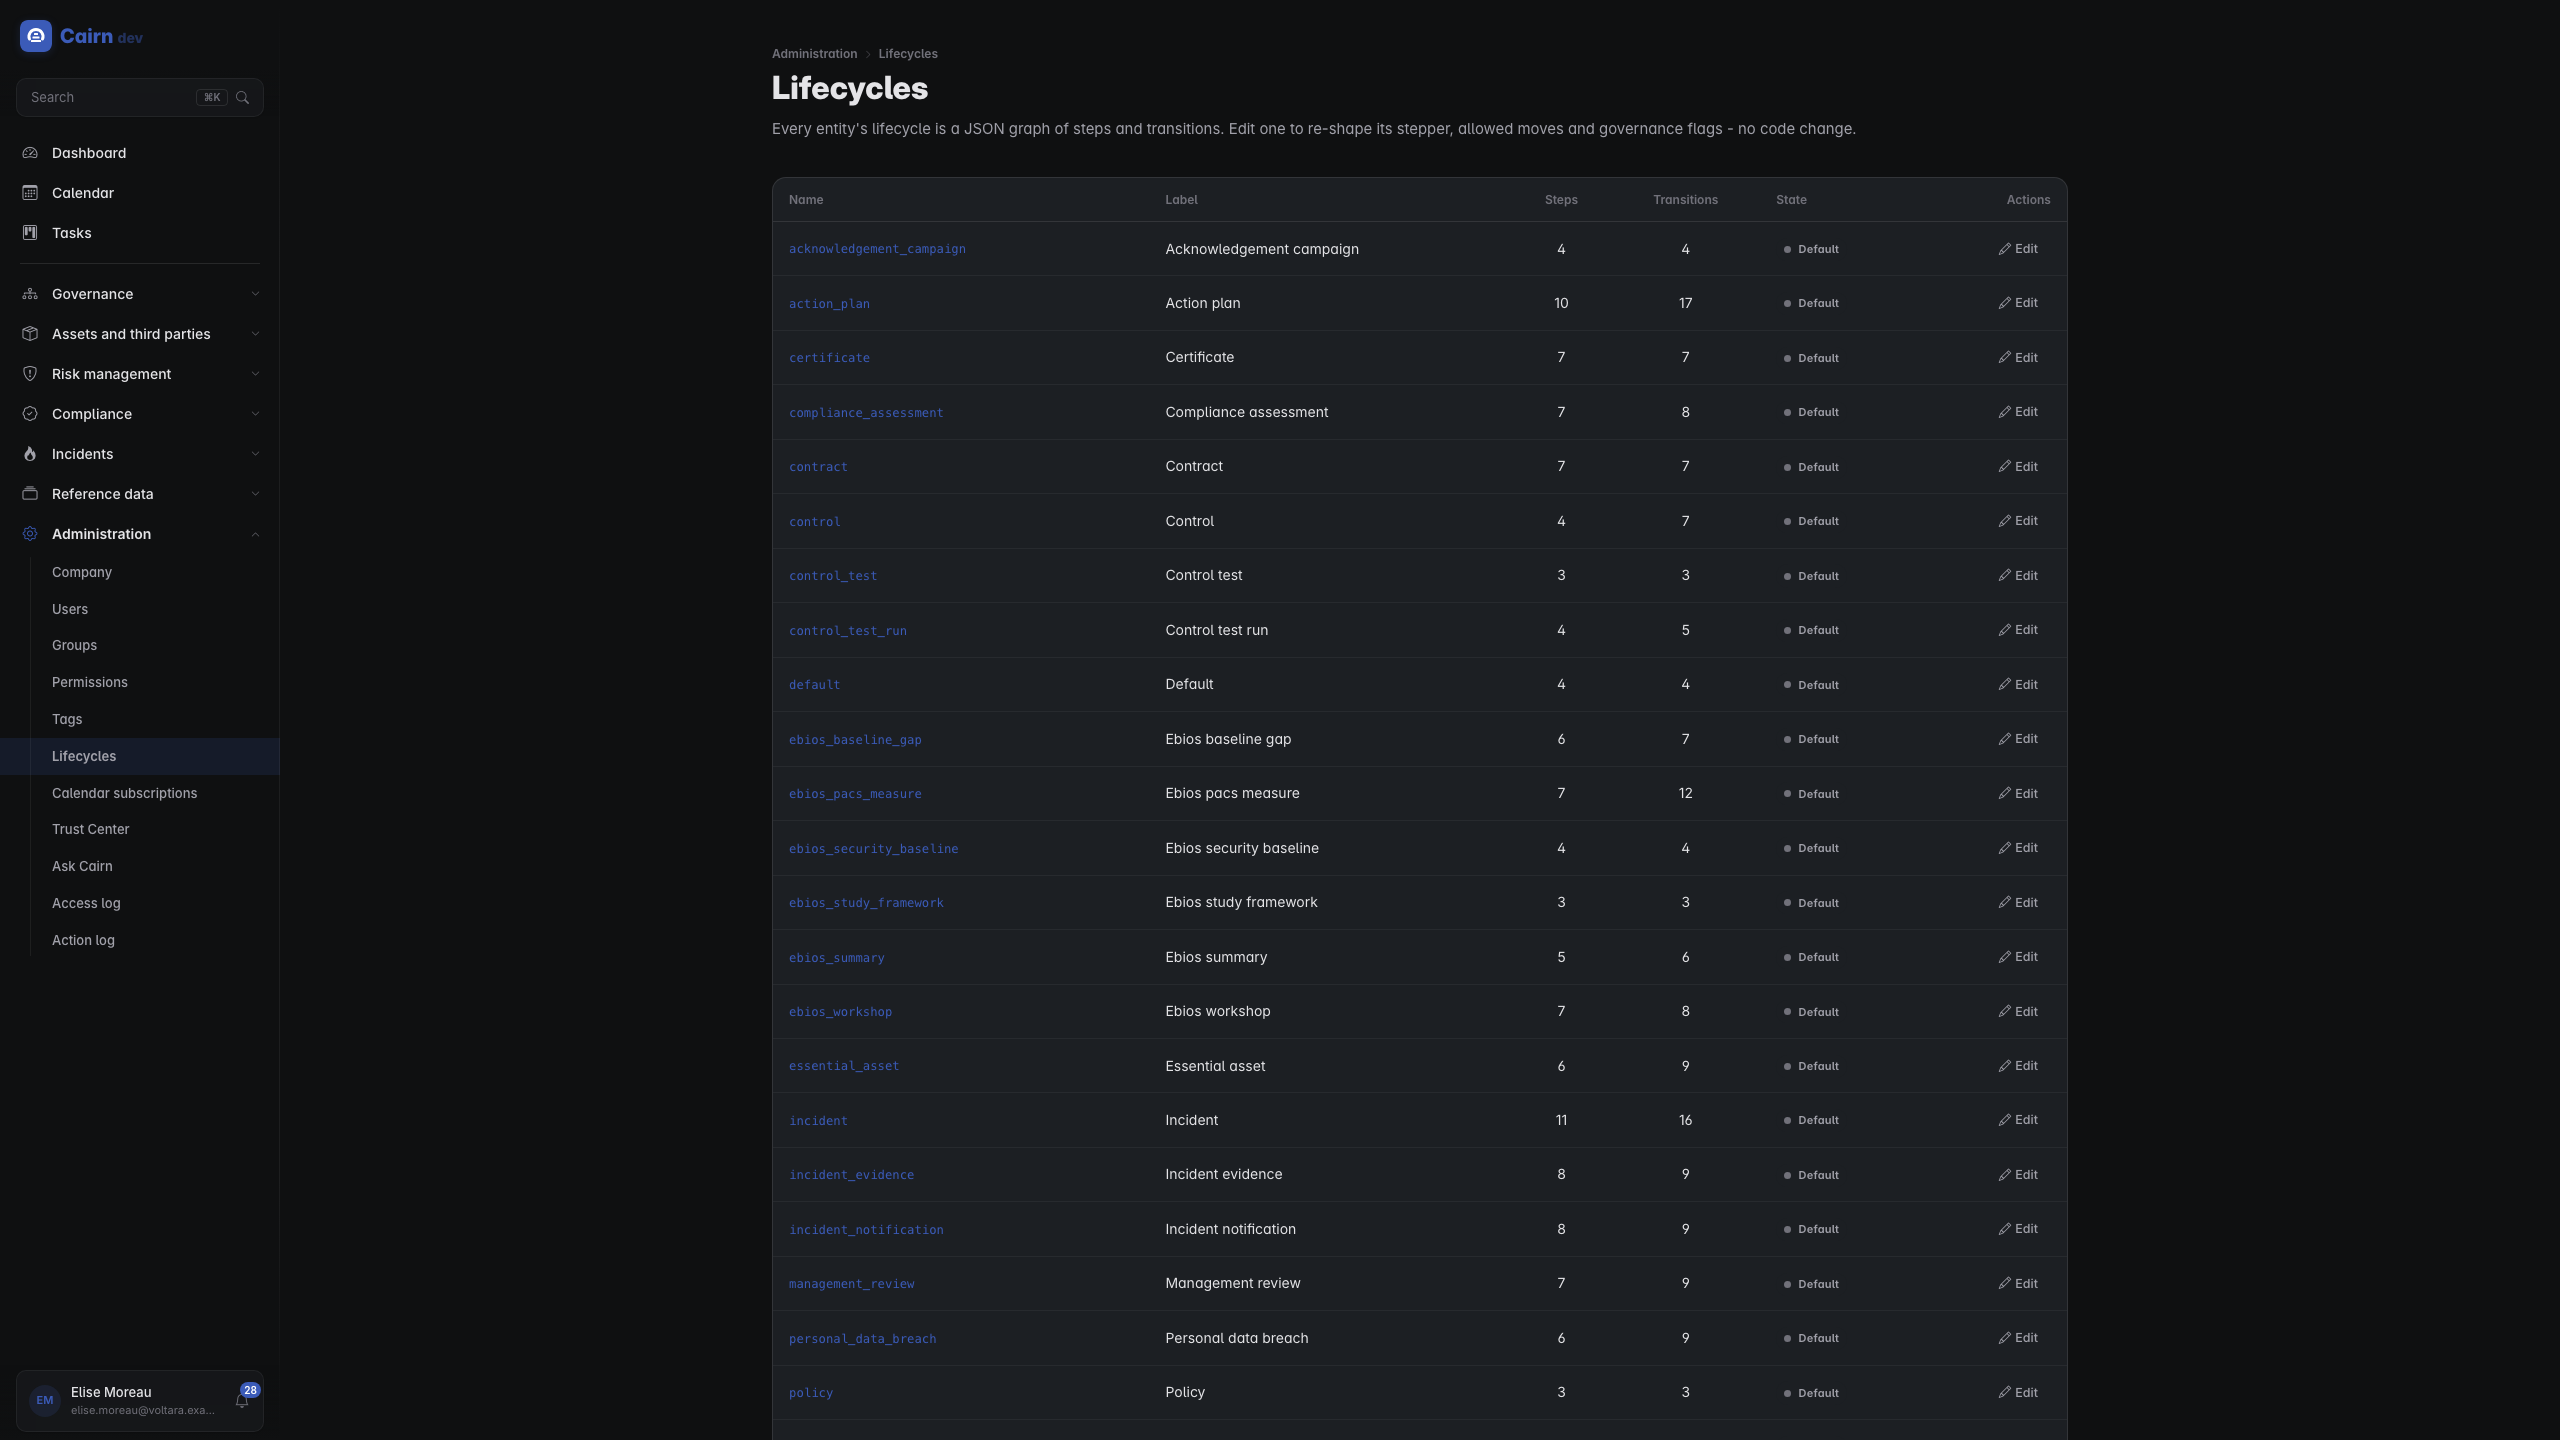 Cairn dev
Search ⌘K
Dashboard
Calendar
Tasks
Governance
Assets and third parties
Risk management
Compliance
Incidents
Reference data
Administration
Company
Users
Groups
Permissions
Tags
Lifecycles
Calendar subscriptions
Trust Center
Ask Cairn
Access log
Action log
EM
Elise Moreau
elise.moreau@voltara.exa...
28
Administration > Lifecycles
Lifecycles
Every entity's lifecycle is a JSON graph of steps and transitions. Edit one to re-shape its stepper, allowed moves and governance flags - no code change.
Name Label Steps Transitions State Actions
acknowledgement_campaign Acknowledgement campaign 4 4 Default Edit
action_plan Action plan 10 17 Default Edit
certificate Certificate 7 7 Default Edit
compliance_assessment Compliance assessment 7 8 Default Edit
contract Contract 7 7 Default Edit
control Control 4 7 Default Edit
control_test Control test 3 3 Default Edit
control_test_run Control test run 4 5 Default Edit
default Default 4 4 Default Edit
ebios_baseline_gap Ebios baseline gap 6 7 Default Edit
ebios_pacs_measure Ebios pacs measure 7 12 Default Edit
ebios_security_baseline Ebios security baseline 4 4 Default Edit
ebios_study_framework Ebios study framework 3 3 Default Edit
ebios_summary Ebios summary 5 6 Default Edit
ebios_workshop Ebios workshop 7 8 Default Edit
essential_asset Essential asset 6 9 Default Edit
incident Incident 11 16 Default Edit
incident_evidence Incident evidence 8 9 Default Edit
incident_notification Incident notification 8 9 Default Edit
management_review Management review 7 9 Default Edit
personal_data_breach Personal data breach 6 9 Default Edit
policy Policy 3 3 Default Edit